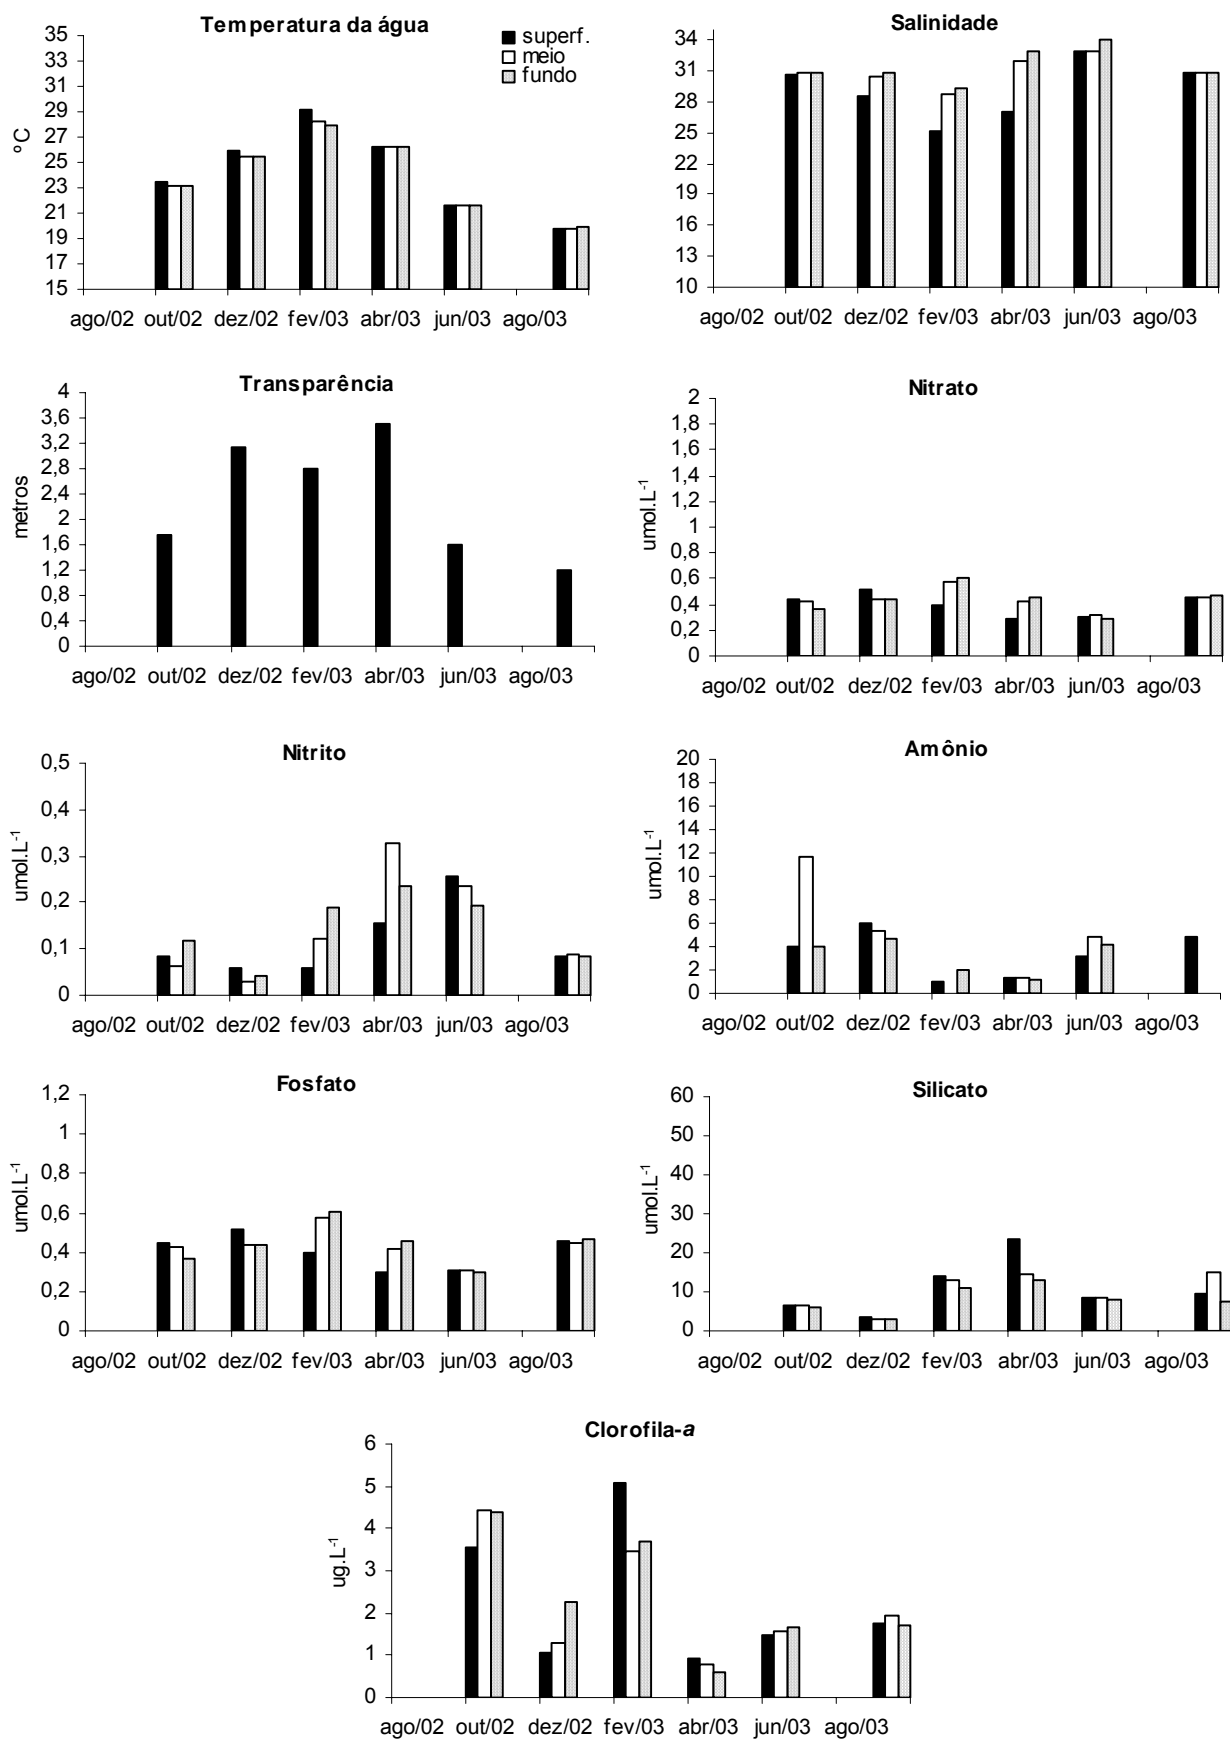 Temperatura da água
superf.
meio
fundo
ºC
35
33
31
29
27
25
23
21
19
17
15
ago/02 out/02 dez/02 fev/03 abr/03 jun/03 ago/03
Salinidade
34
31
28
25
22
19
16
13
10
ago/02 out/02 dez/02 fev/03 abr/03 jun/03 ago/03
Transparência
metros
4
3,6
3,2
2,8
2,4
2
1,6
1,2
0,8
0,4
0
ago/02 out/02 dez/02 fev/03 abr/03 jun/03 ago/03
Nitrato
umol.L-1
2
1,8
1,6
1,4
1,2
1
0,8
0,6
0,4
0,2
0
ago/02 out/02 dez/02 fev/03 abr/03 jun/03 ago/03
Nitrito
umol.L-1
0,5
0,4
0,3
0,2
0,1
0
ago/02 out/02 dez/02 fev/03 abr/03 jun/03 ago/03
Amônio
umol.L-1
20
18
16
14
12
10
8
6
4
2
0
ago/02 out/02 dez/02 fev/03 abr/03 jun/03 ago/03
Fosfato
umol.L-1
1,2
1
0,8
0,6
0,4
0,2
0
ago/02 out/02 dez/02 fev/03 abr/03 jun/03 ago/03
Silicato
umol.L-1
60
50
40
30
20
10
0
ago/02 out/02 dez/02 fev/03 abr/03 jun/03 ago/03
Clorofila-a
ug.L-1
6
5
4
3
2
1
0
ago/02 out/02 dez/02 fev/03 abr/03 jun/03 ago/03